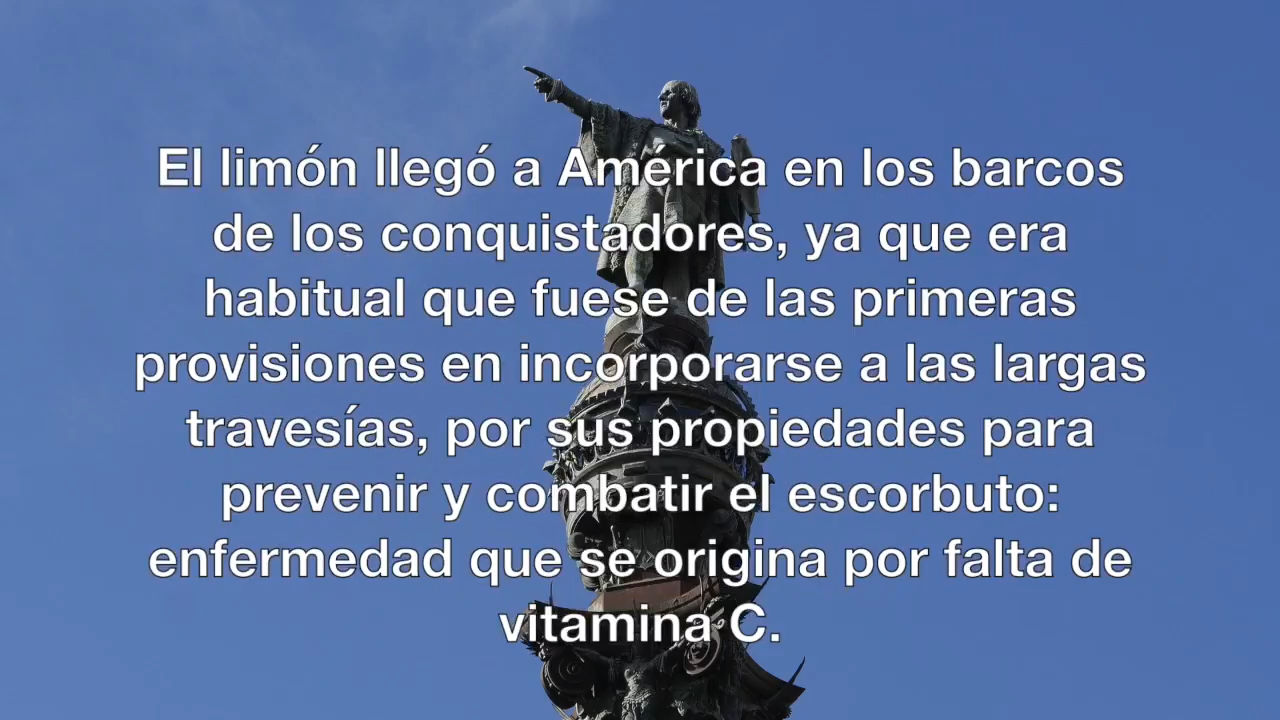 El limón llegó a América en los barcos
de los conquistadores, ya que era
habitual que fuese de las primeras
provisiones en incorporarse a las largas
travesías, por sus propiedades para
prevenir y combatir el escorbuto:
enfermedad que se origina por falta de
vitamina C.